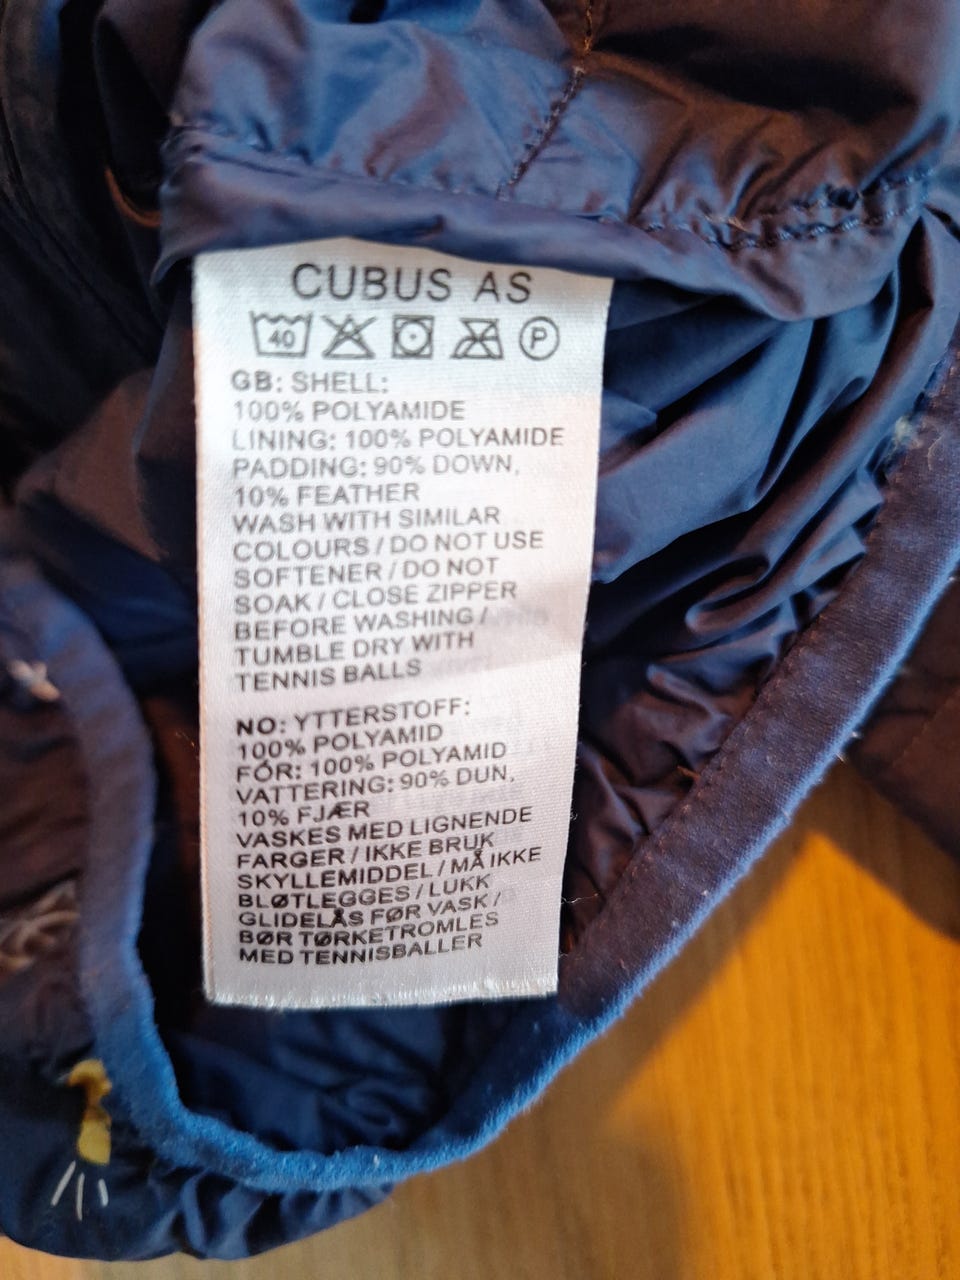 CUBUS AS
40 P
GB: SHELL:
100% POLYAMIDE
LINING: 100% POLYAMIDE
PADDING: 90% DOWN,
10% FEATHER
WASH WITH SIMILAR
COLOURS / DO NOT USE
SOFTENER / DO NOT
SOAK / CLOSE ZIPPER
BEFORE WASHING /
TUMBLE DRY WITH
TENNIS BALLS
NO: YTTERSTOFF:
100% POLYAMID
FÓR: 100% POLYAMID
VATTERING: 90% DUN,
10% FJÆR
VASKES MED LIGNENDE
FARGER / IKKE BRUK
SKYLLEMIDDEL / MÅ IKKE
BLØTLEGGES / LUKK
GLIDELÅS FØR VASK /
BØR TØRKETROMLES
MED TENNISBALLER